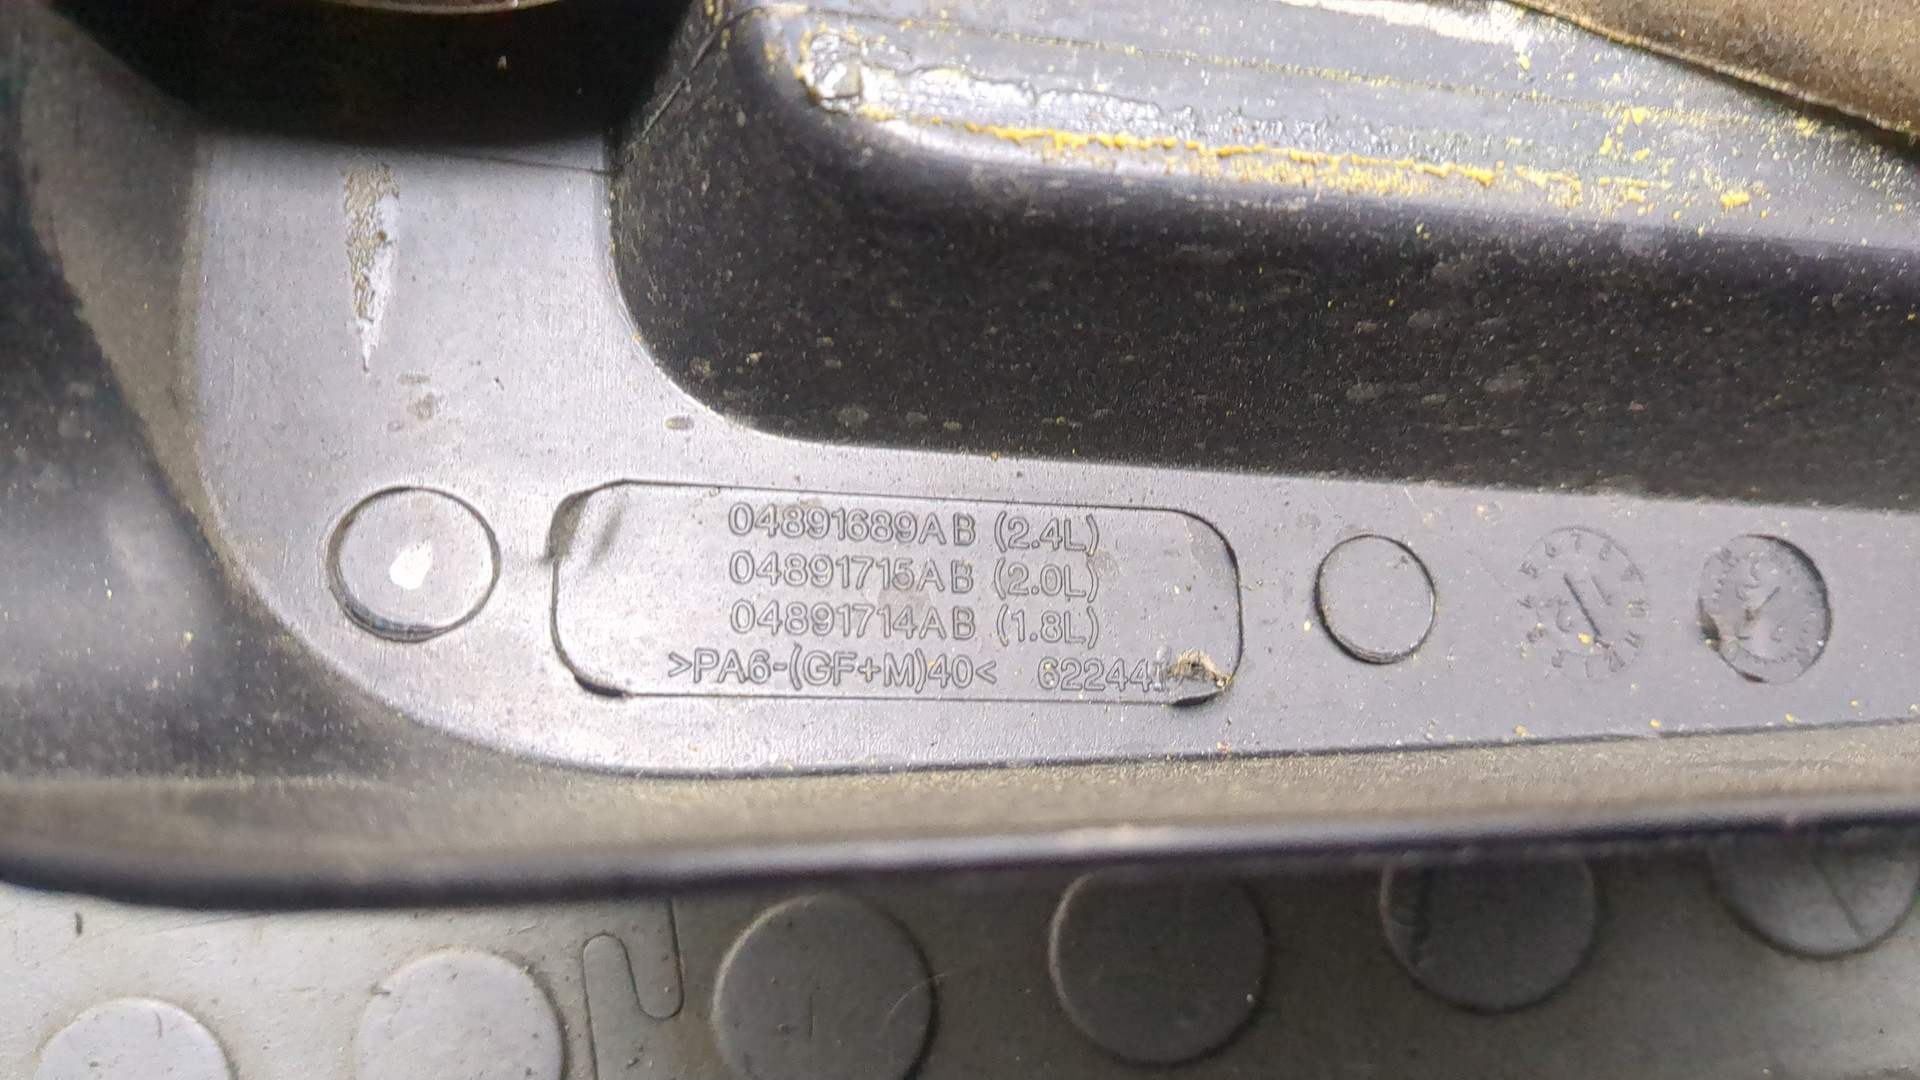 04891689AB (2.4L)
04891715AB (2.0L)
04891714AB (1.8L)
>PA6-(GF+M)40<